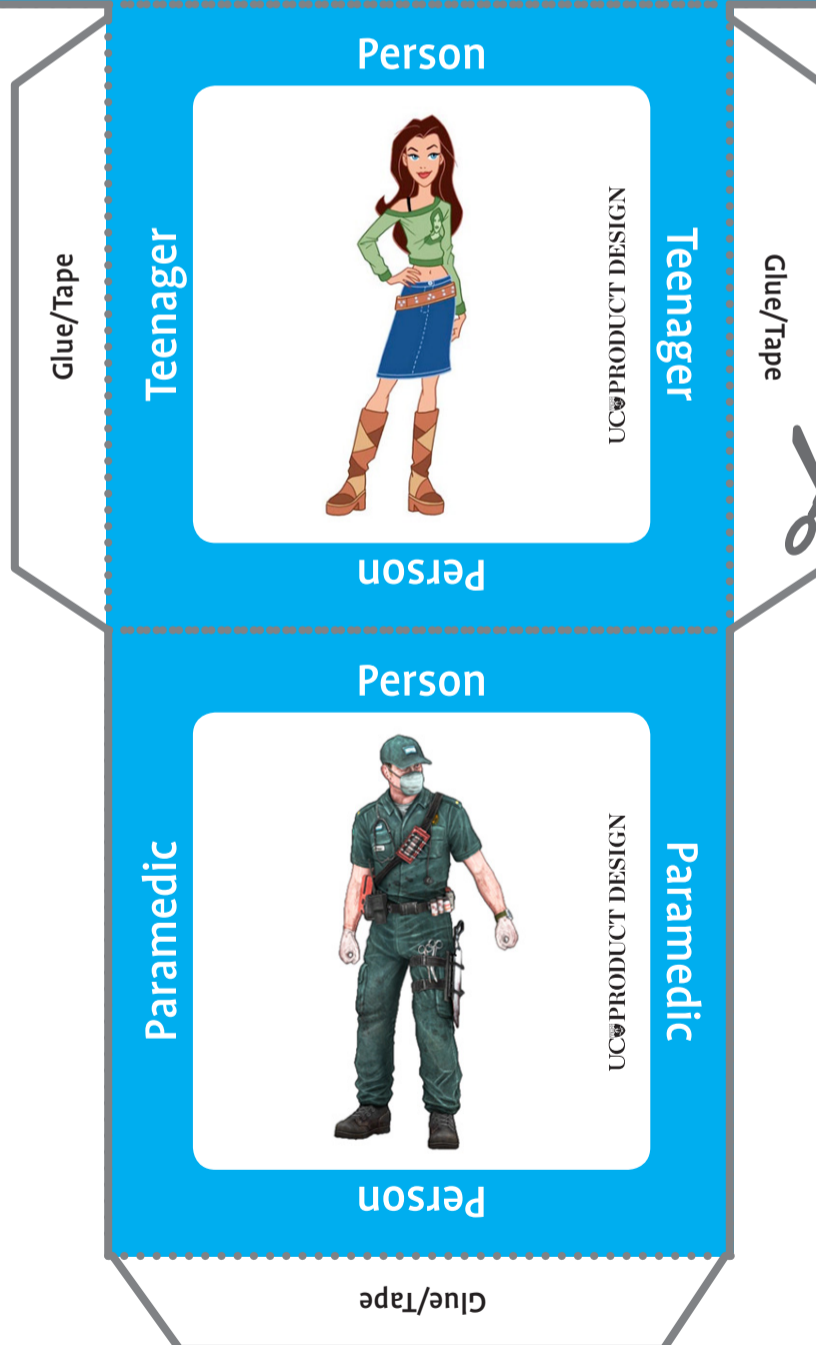 Person
Glue/Tape
Teenager
UC PRODUCT DESIGN
Teenager
Glue/Tape
Person
Person
Paramedic
UC PRODUCT DESIGN
Paramedic
Person
Glue/Tape